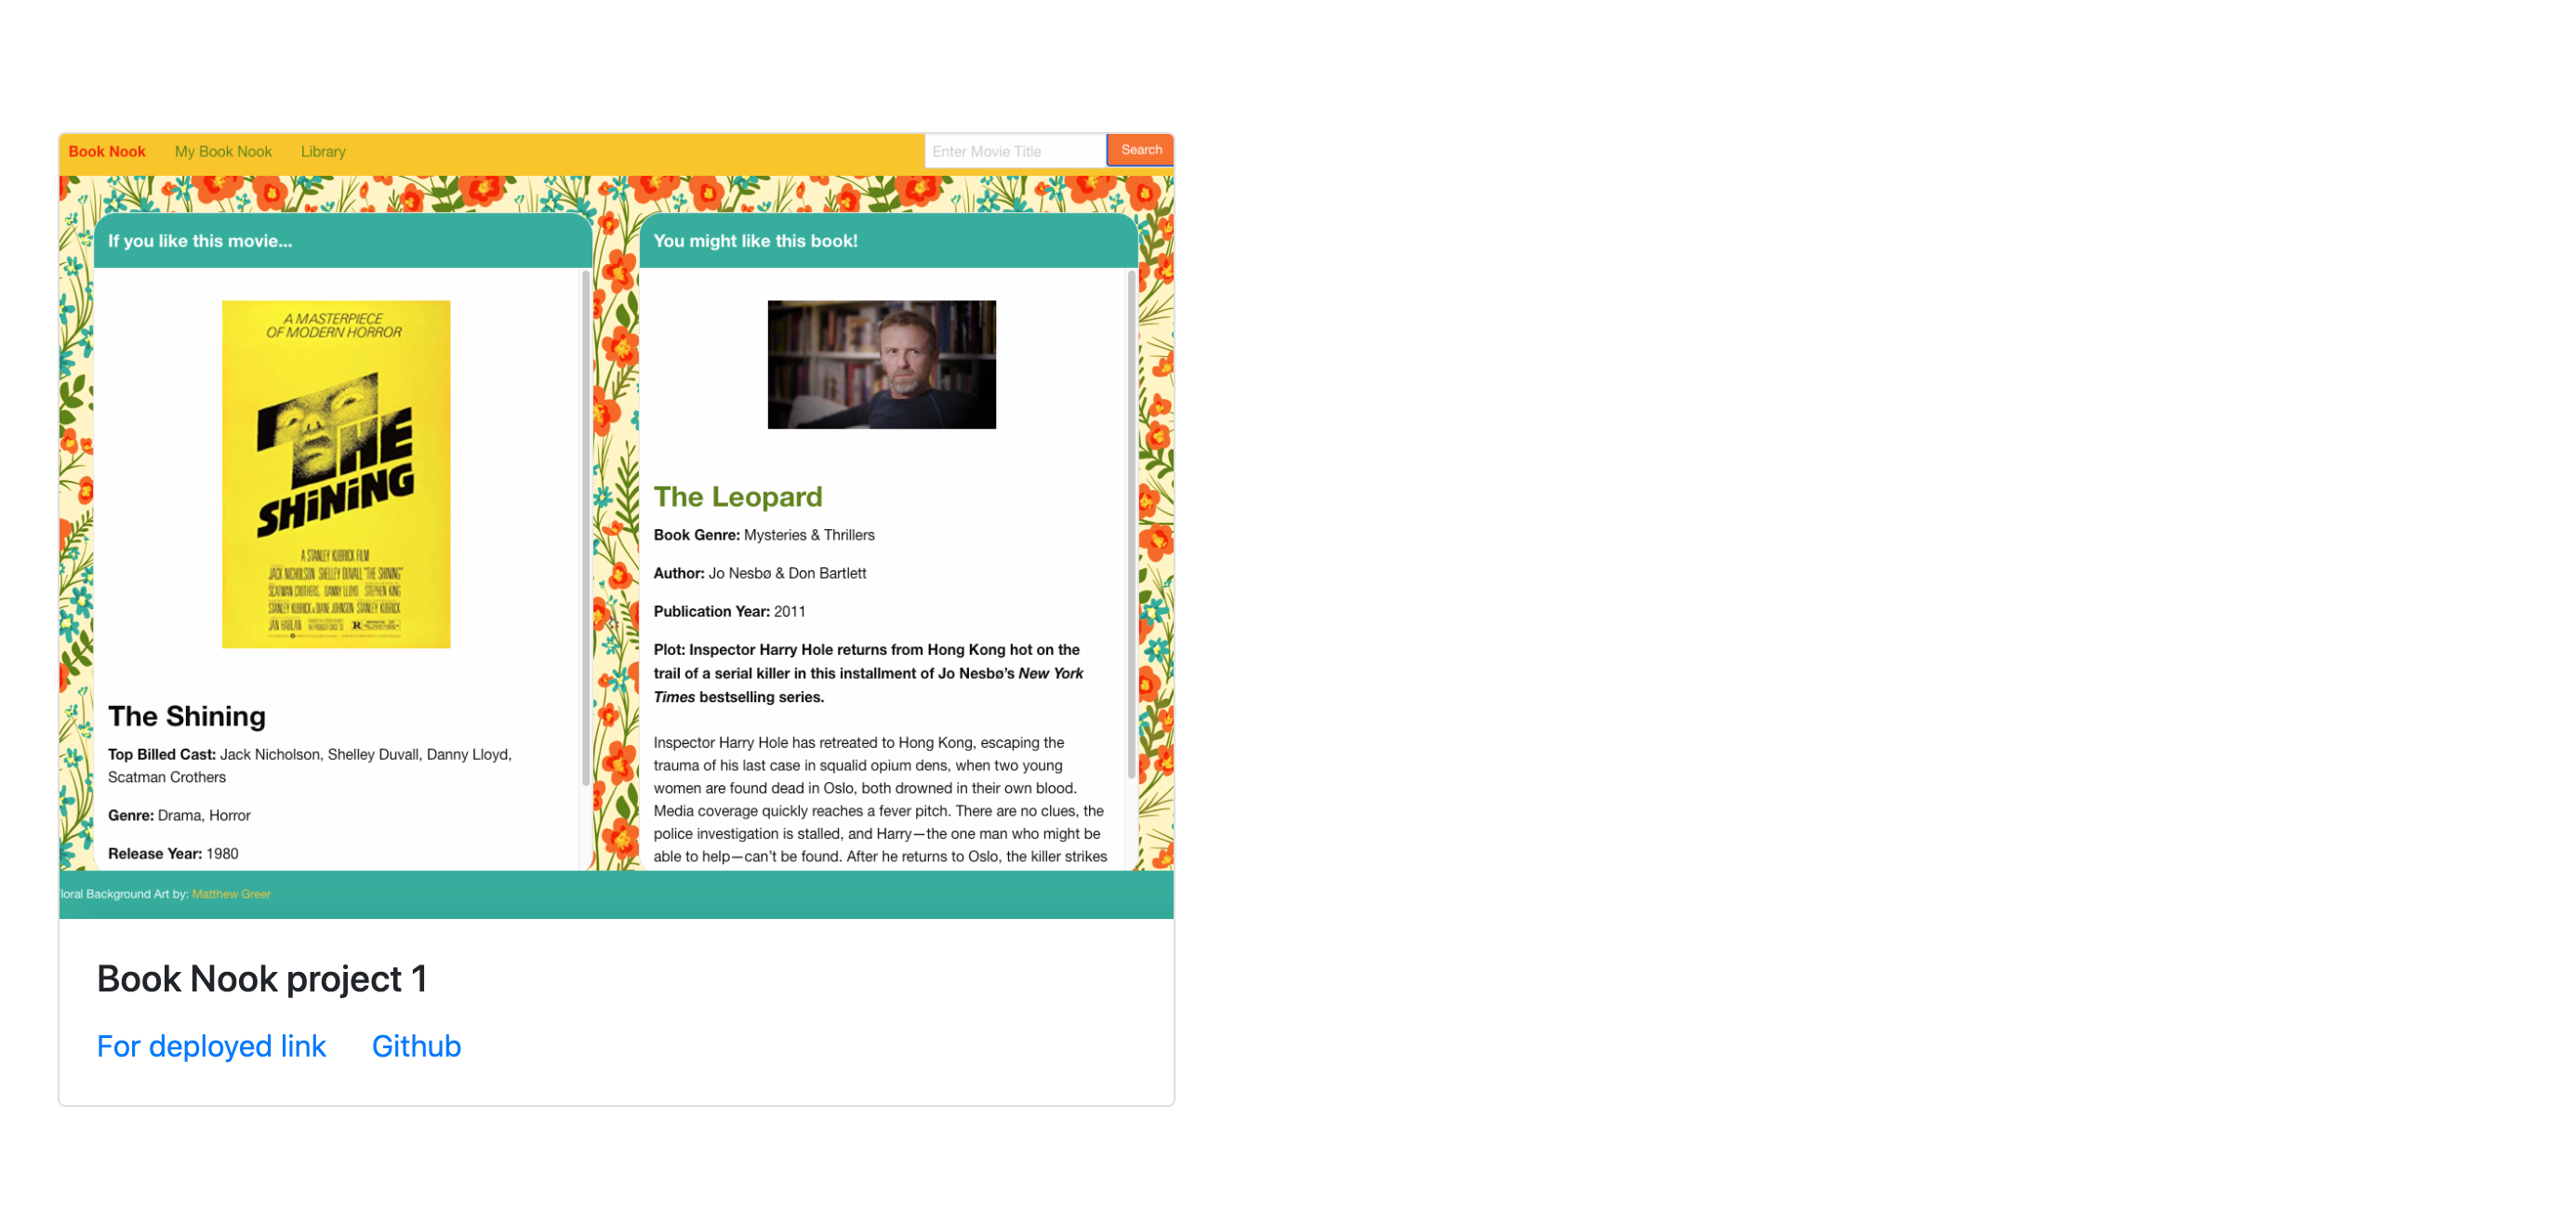 Book Nook My Book Nook Library Enter Movie Title Search
If you like this movie...
A MASTERPIECE
OF MODERN HORROR
THE
SHiNiNG
A STANLEY KUBRICK FILM
JACK NICHOLSON SHELLEY DUVALL "THE SHINING"
SCATMAN CROTHERS, DANNY LLOYD STEPHEN KING
STANLEY KUBRICK & DIANE JOHNSON STANLEY KUBRICK
JAN HARLAN
R
The Shining
Top Billed Cast: Jack Nicholson, Shelley Duvall, Danny Lloyd,
Scatman Crothers
Genre: Drama, Horror
Release Year: 1980
You might like this book!
The Leopard
Book Genre: Mysteries & Thrillers
Author: Jo Nesbø & Don Bartlett
Publication Year: 2011
Plot: Inspector Harry Hole returns from Hong Kong hot on the
trail of a serial killer in this installment of Jo Nesbø’s New York
Times bestselling series.
Inspector Harry Hole has retreated to Hong Kong, escaping the
trauma of his last case in squalid opium dens, when two young
women are found dead in Oslo, both drowned in their own blood.
Media coverage quickly reaches a fever pitch. There are no clues, the
police investigation is stalled, and Harry—the one man who might be
able to help—can’t be found. After he returns to Oslo, the killer strikes
loral Background Art by: Matthew Greer
Book Nook project 1
For deployed link Github